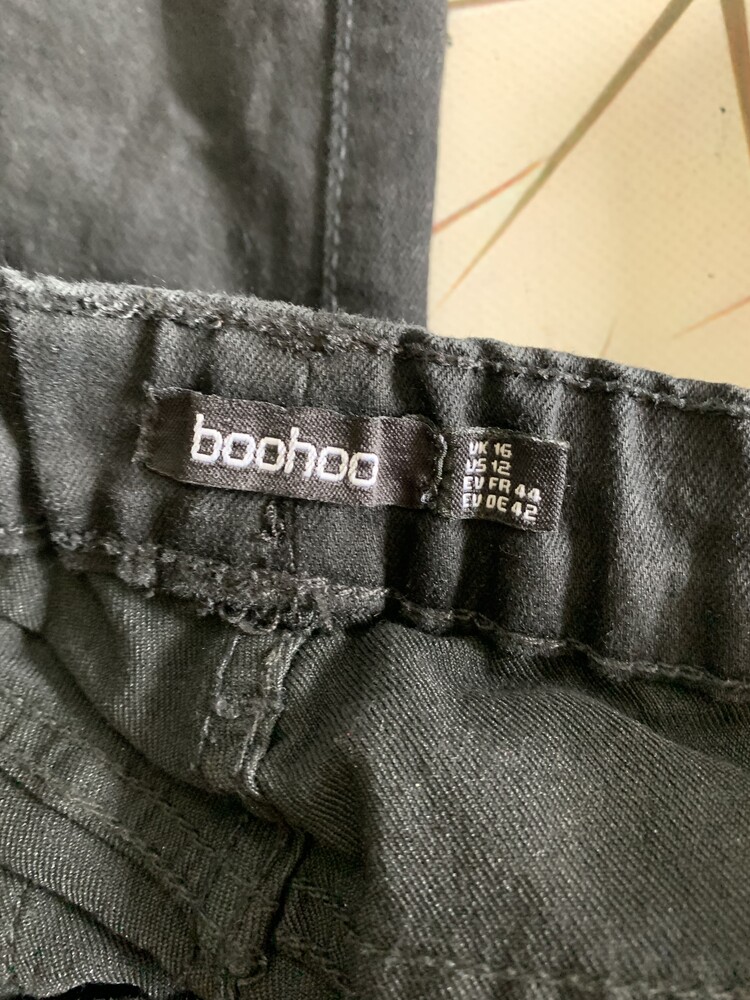 boohoo
UK 16
US 12
EU FR 44
EU DE 42